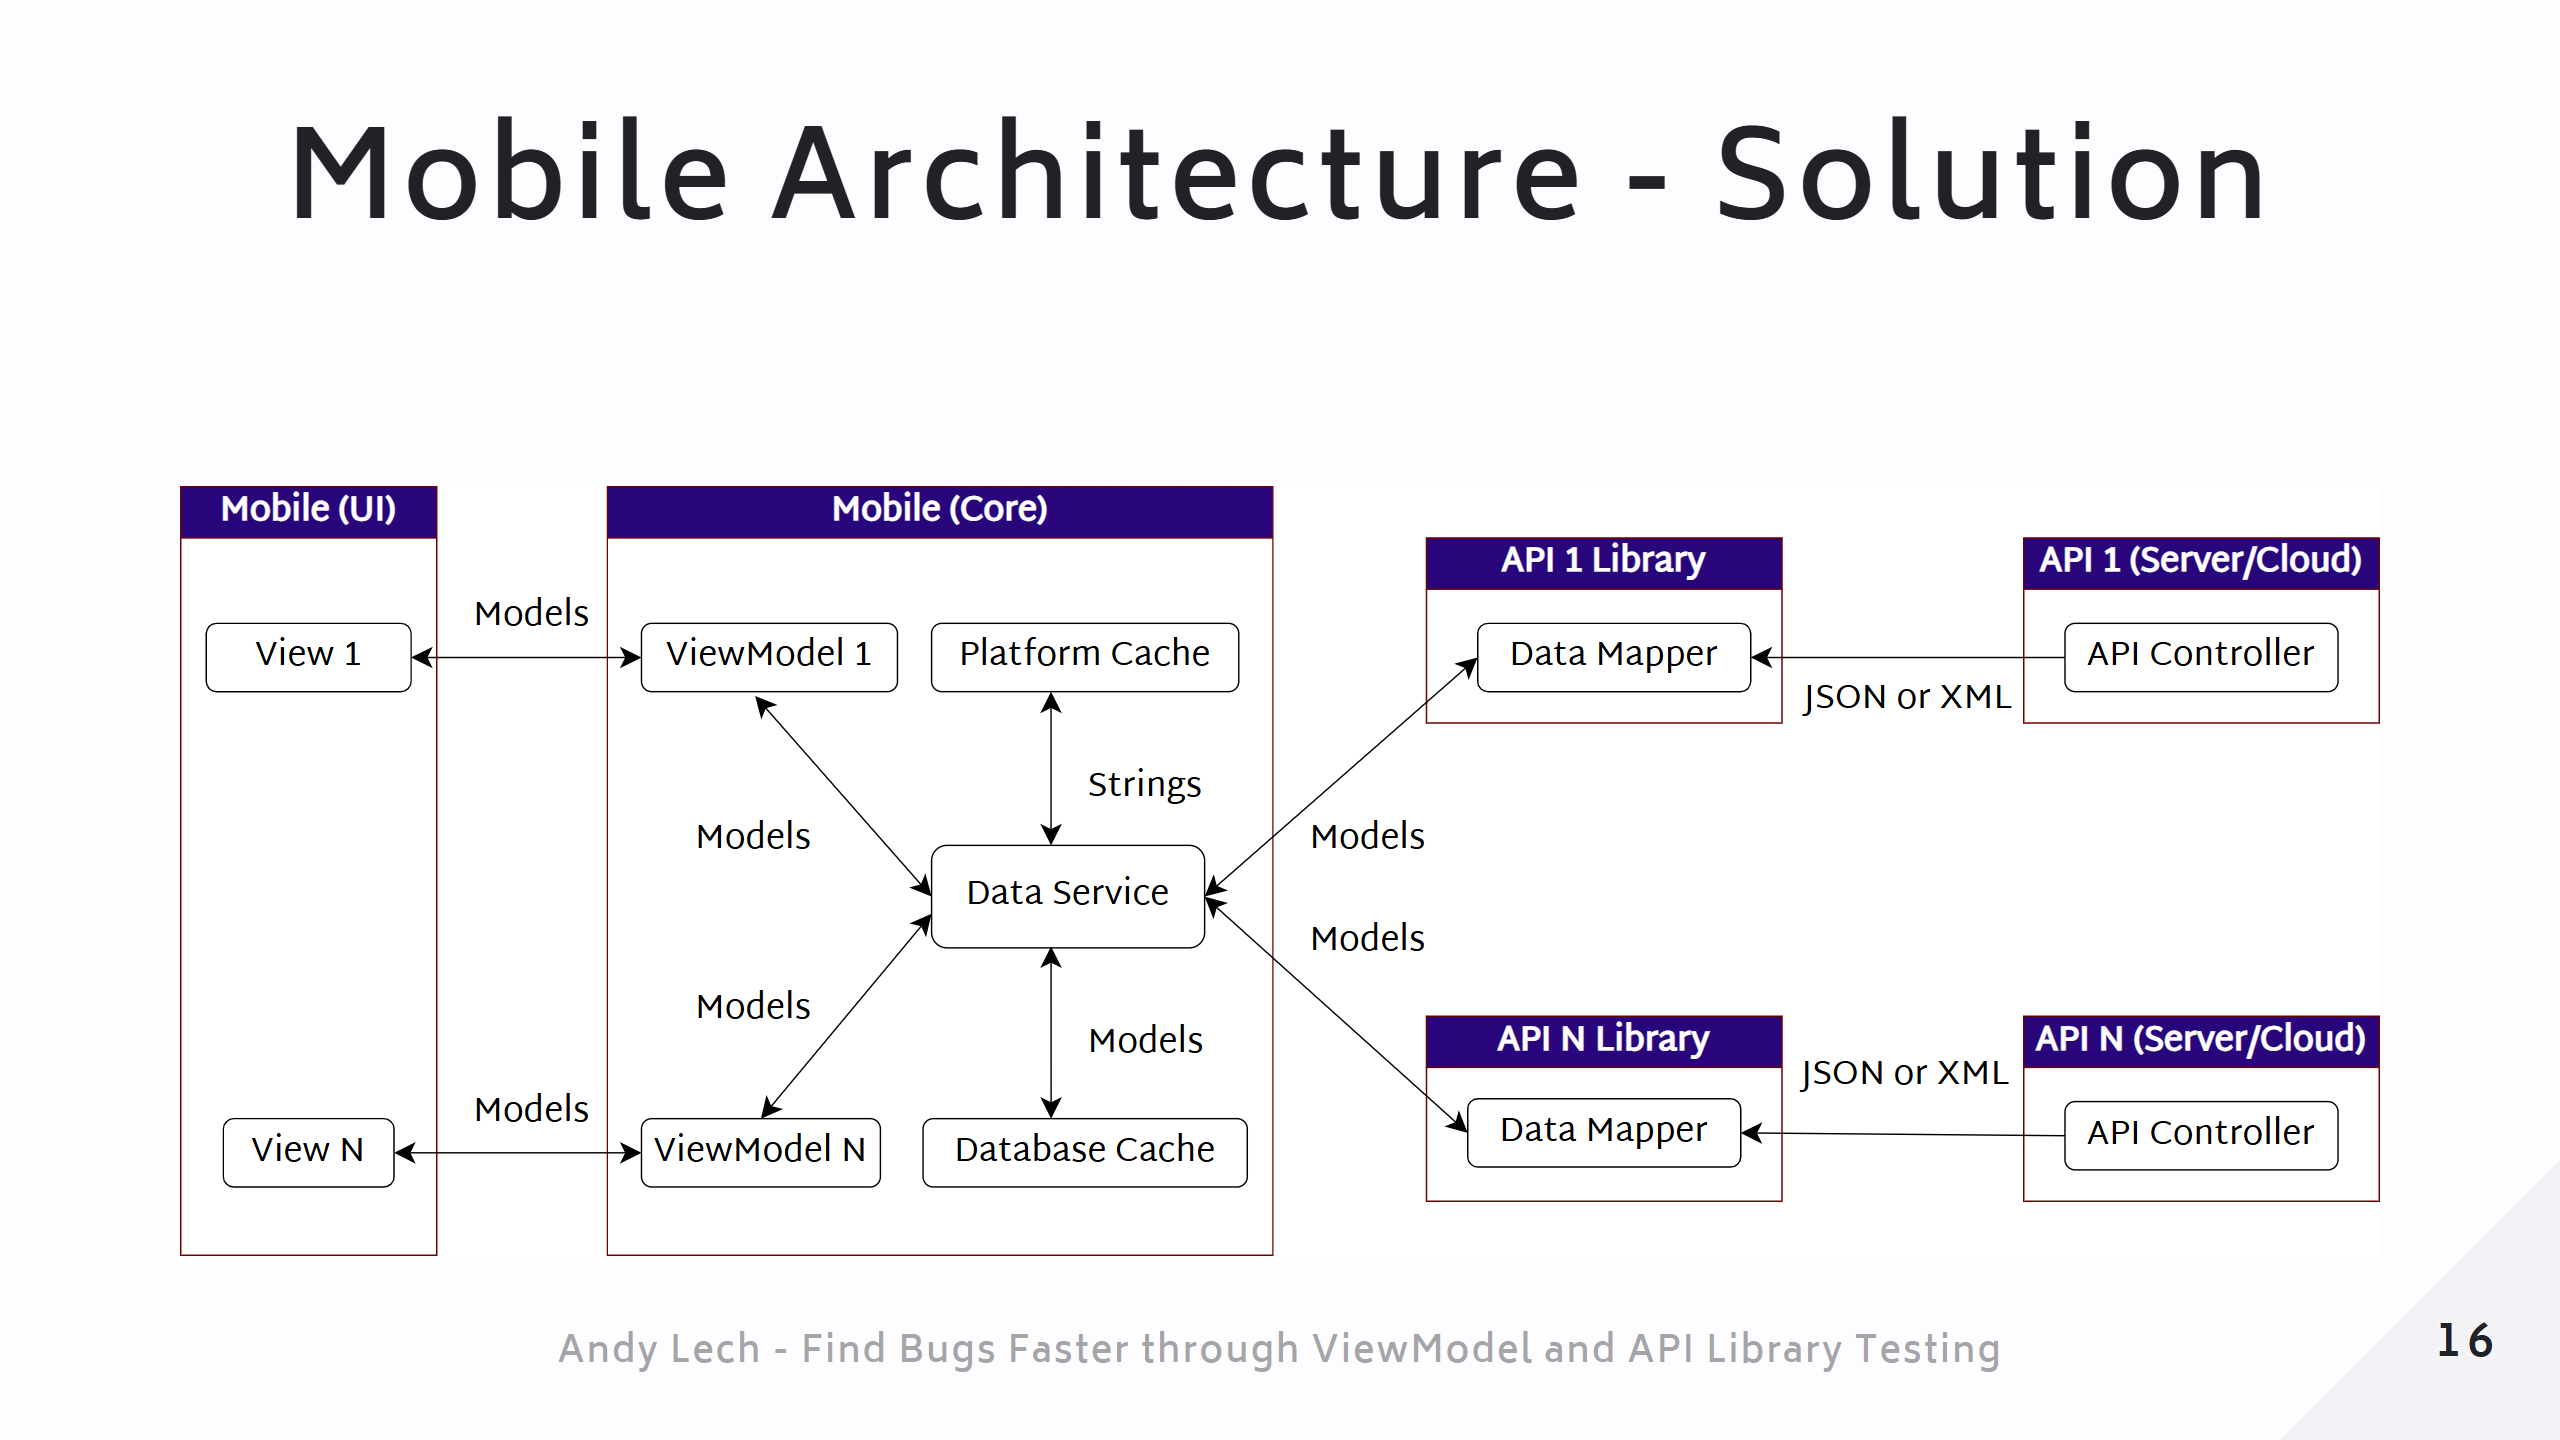 Mobile Architecture - Solution
Mobile (UI)
View 1
View N
Models
Models
Mobile (Core)
ViewModel 1
Platform Cache
Strings
Models
Data Service
Models
Models
ViewModel N
Database Cache
Models
Models
API 1 Library
Data Mapper
JSON or XML
API 1 (Server/Cloud)
API Controller
API N Library
Data Mapper
JSON or XML
API N (Server/Cloud)
API Controller
Andy Lech - Find Bugs Faster through ViewModel and API Library Testing
16